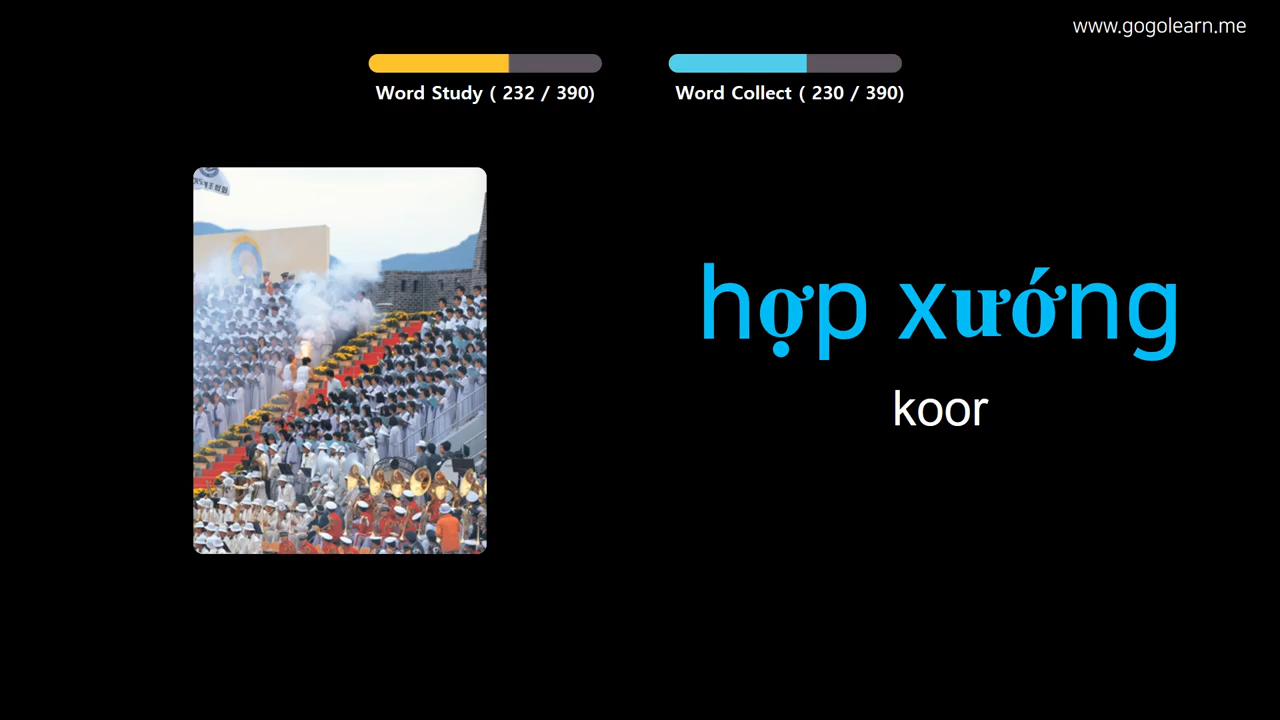 www.gogolearn.me
Word Study ( 232 / 390)
Word Collect ( 230 / 390)
hợp xướng
koor